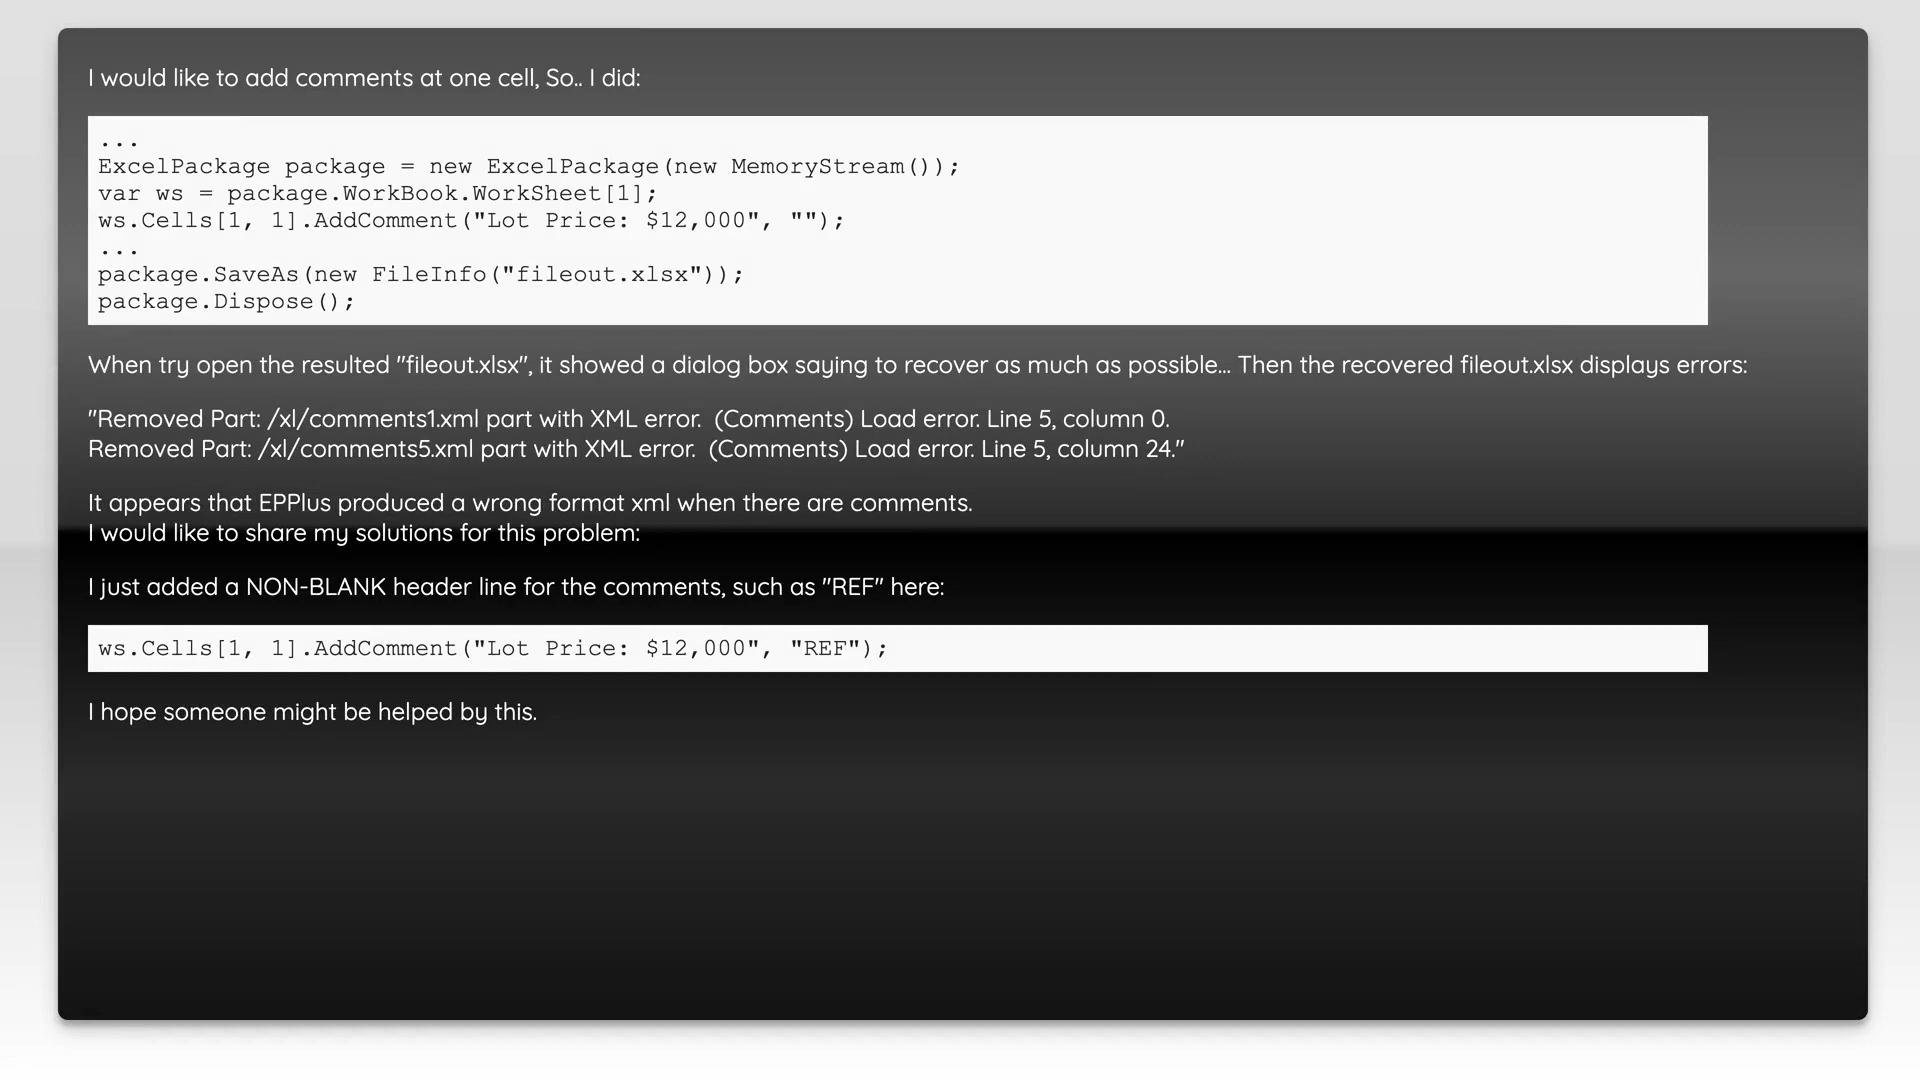 I would like to add comments at one cell, So.. I did:
...
ExcelPackage package = new ExcelPackage(new MemoryStream());
var ws = package.WorkBook.WorkSheet[1];
ws.Cells[1, 1].AddComment("Lot Price: $12,000", "");
...
package.SaveAs(new FileInfo("fileout.xlsx"));
package.Dispose();
When try open the resulted "fileout.xlsx", it showed a dialog box saying to recover as much as possible... Then the recovered fileout.xlsx displays errors:
"Removed Part: /xl/comments1.xml part with XML error.  (Comments) Load error. Line 5, column 0.
Removed Part: /xl/comments5.xml part with XML error.  (Comments) Load error. Line 5, column 24."
It appears that EPPlus produced a wrong format xml when there are comments.
I would like to share my solutions for this problem:
I just added a NON-BLANK header line for the comments, such as "REF" here:
ws.Cells[1, 1].AddComment("Lot Price: $12,000", "REF");
I hope someone might be helped by this.